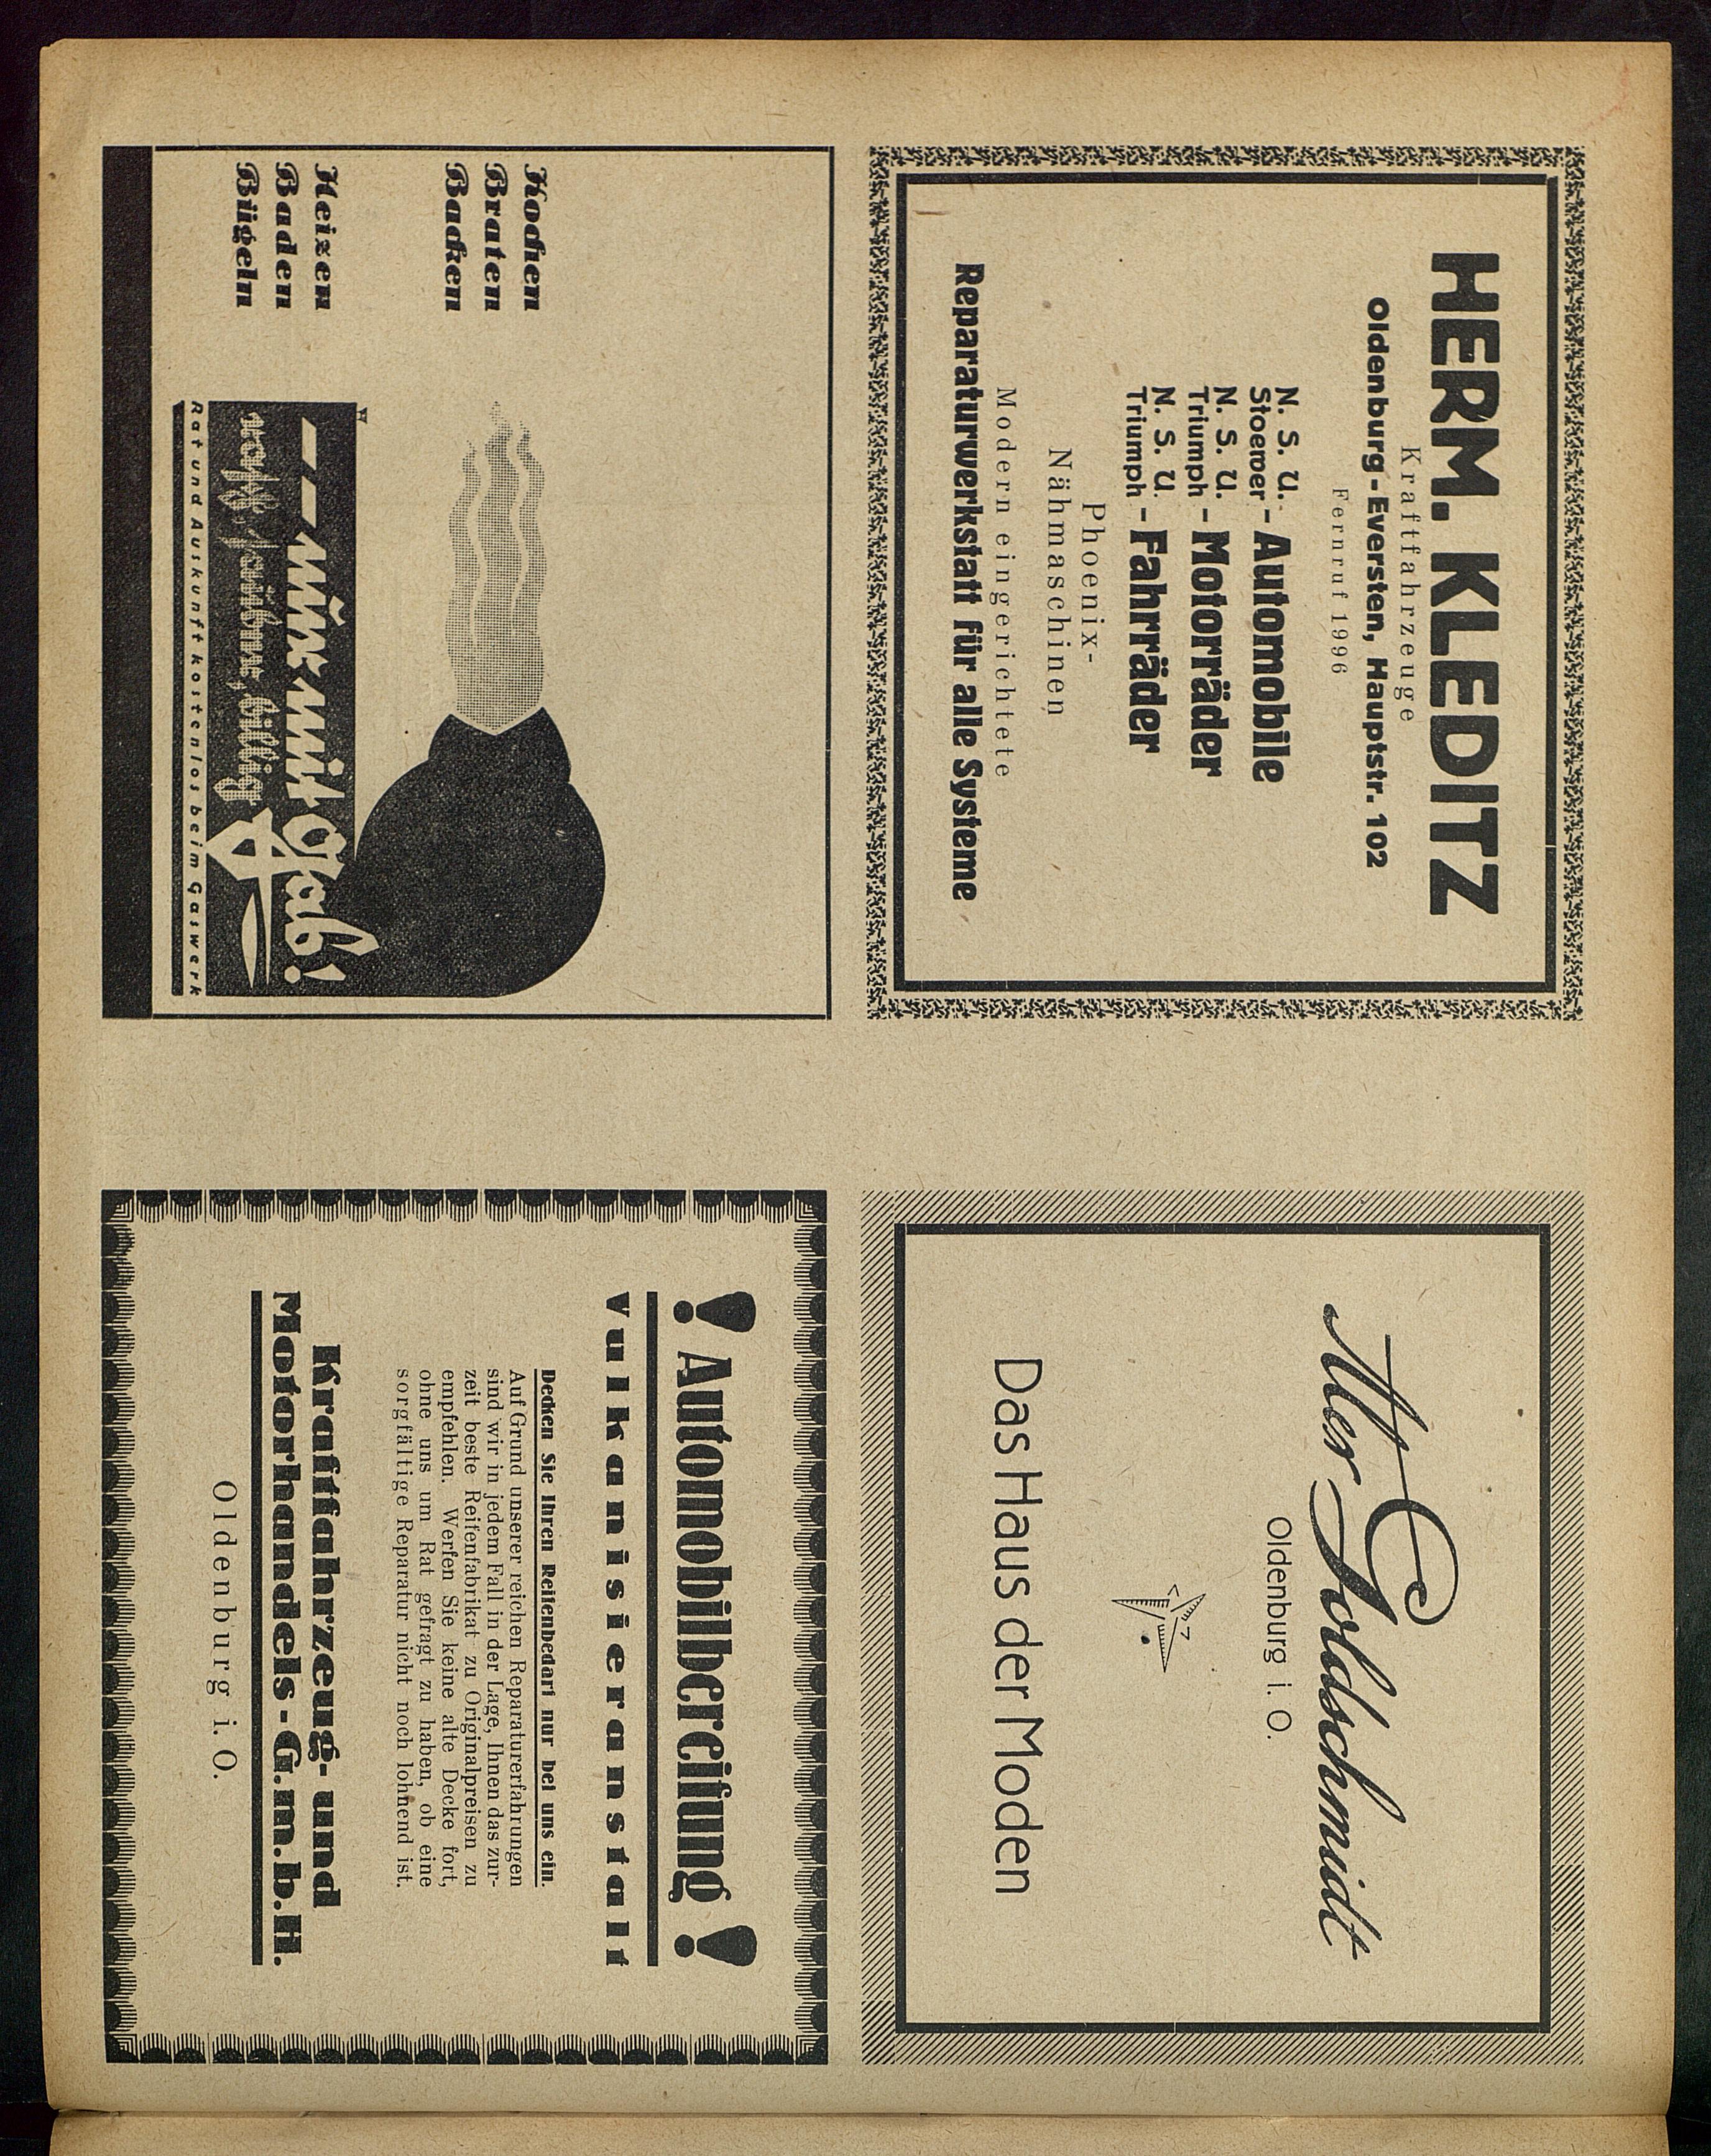 HERM. KLEDITZ
Kraftfahrzeuge
Oldenburg-Eversten, Hauptstr. 102
Fernruf 1996
N. S. U.
Stoewer - Automobile
N. S. U.
Triumph - Motorräder
N. S. U.
Triumph - Fahrräder
Phoenix-
Nähmaschinen
Modern eingerichtete
Reparaturwerkstatt für alle Systeme
Alex Goldschmidt
Oldenburg i. O.
Das Haus der Moden
Kochen
Braten
Backen
Heizen
Baden
Bügeln
— — nur mit Gas!
sauber, billig
Rat und Auskunft kostenlos beim Gaswerk
! Automobilbereifung !
Vulkanisieranstalt
Decken Sie Ihren Reifenbedarf nur bei uns ein.
Auf Grund unserer reichen Reparaturerfahrungen
sind wir in jedem Fall in der Lage, Ihnen das zur-
zeit beste Reifenfabrikat zu Originalpreisen zu
empfehlen. Werfen Sie keine alte Decke fort,
ohne uns um Rat gefragt zu haben, ob eine
sorgfältige Reparatur nicht noch lohnend ist.
Kraftfahrzeug- und
Motorhandels-G.m.b.H.
Oldenburg i. O.